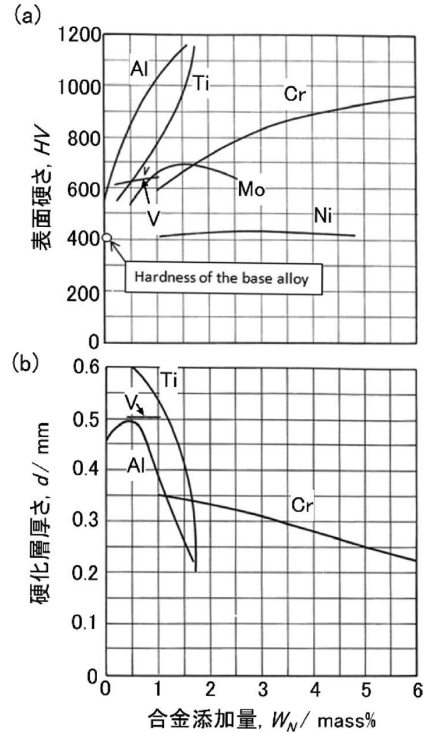 (a)
1200
1000
800
600
400
200
0
表面硬さ, HV
Al
Ti
Cr
V
V
Mo
Ni
Hardness of the base alloy
(b)
0.6
0.5
0.4
0.3
0.2
0.1
0
硬化層厚さ, d/ mm
V
Ti
Al
Cr
0 1 2 3 4 5 6
合金添加量, W_N/ mass%